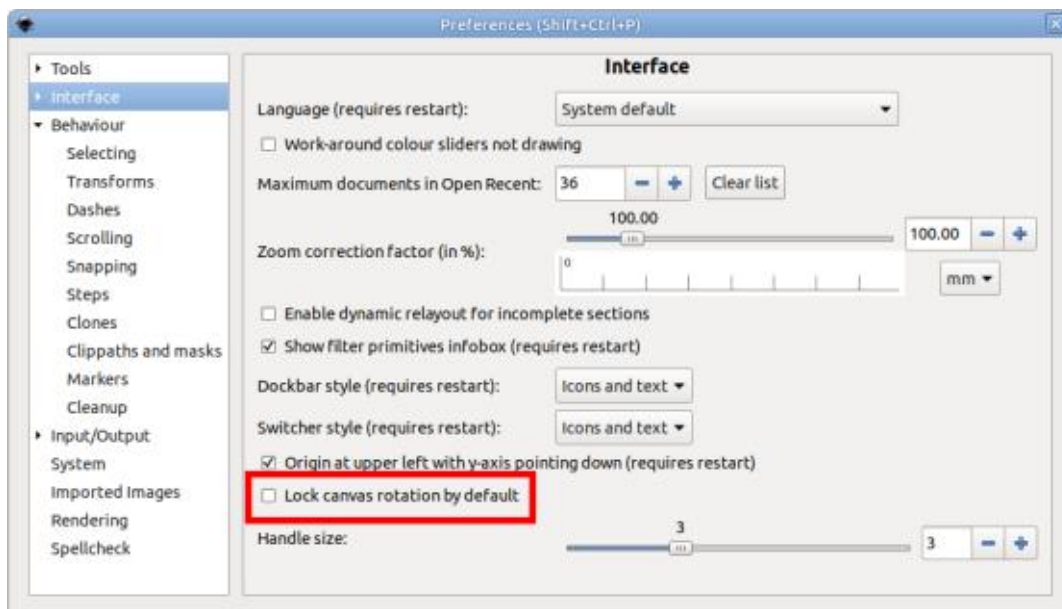 Preferences (Shift+Ctrl+P)
Tools
Interface
Behaviour
Selecting
Transforms
Dashes
Scrolling
Snapping
Steps
Clones
Clippaths and masks
Markers
Cleanup
Input/Output
System
Imported Images
Rendering
Spellcheck
Interface
Language (requires restart): System default
Work-around colour sliders not drawing
Maximum documents in Open Recent: 36 Clear list
100.00
Zoom correction factor (in %): 100.00
0
mm
Enable dynamic relayout for incomplete sections
Show filter primitives infobox (requires restart)
Dockbar style (requires restart): Icons and text
Switcher style (requires restart): Icons and text
Origin at upper left with y-axis pointing down (requires restart)
Lock canvas rotation by default
3
Handle size: 3